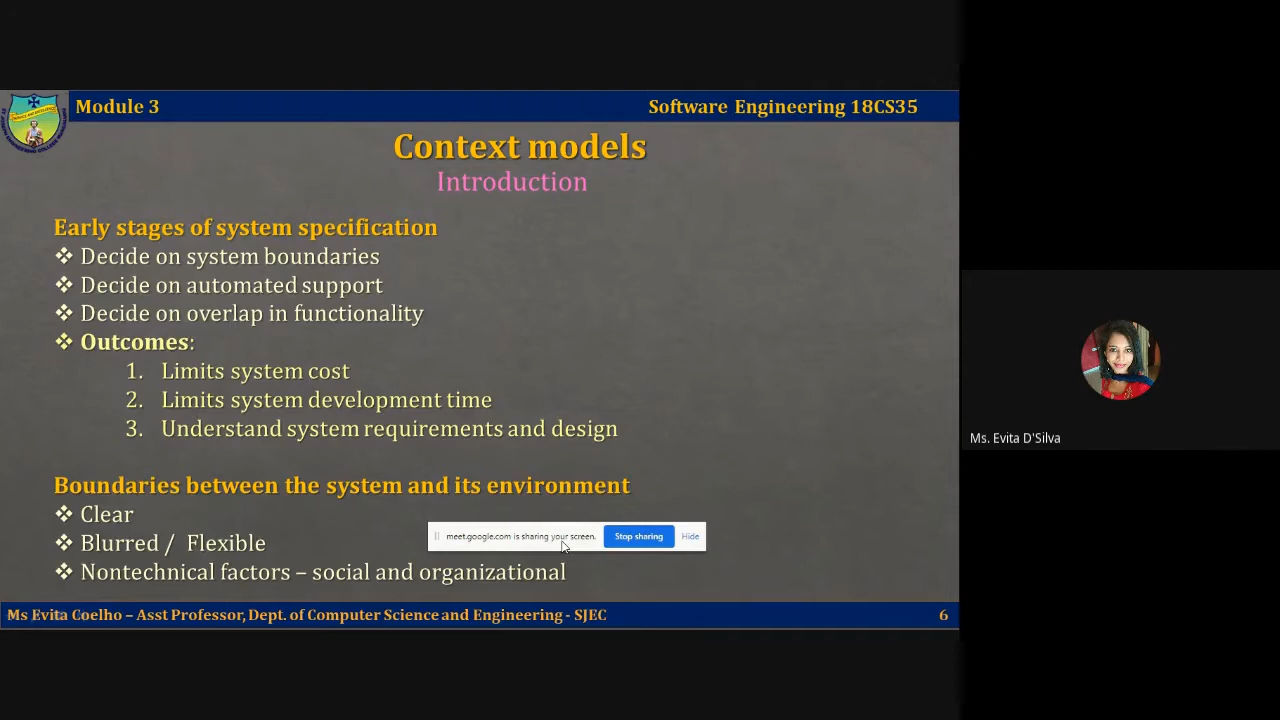 Module 3
Software Engineering 18CS35
Context models
Introduction
Early stages of system specification
❖ Decide on system boundaries
❖ Decide on automated support
❖ Decide on overlap in functionality
❖ Outcomes:
1. Limits system cost
2. Limits system development time
3. Understand system requirements and design
Boundaries between the system and its environment
❖ Clear
❖ Blurred / Flexible
❖ Nontechnical factors – social and organizational
meet.google.com is sharing your screen. Stop sharing Hide
Ms Evita Coelho – Asst Professor, Dept. of Computer Science and Engineering - SJEC 6
Ms. Evita D'Silva